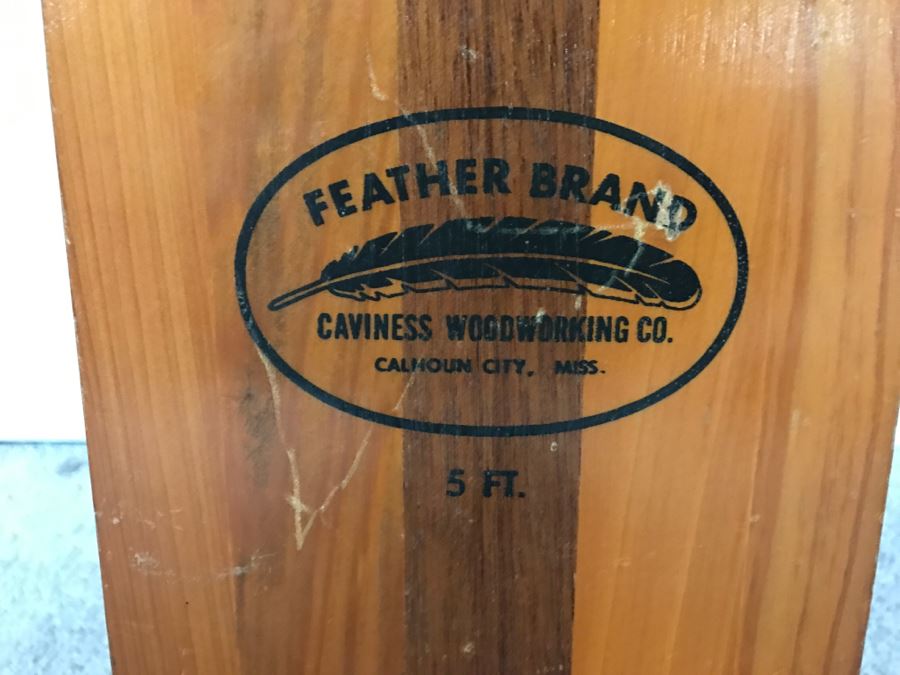 FEATHER BRAND
CAVINESS WOODWORKING CO.
CALHOUN CITY, MISS.
5 FT.